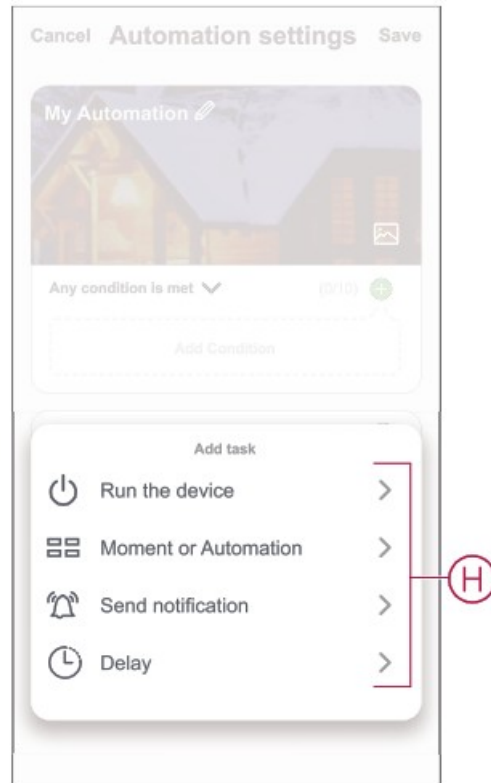 Cancel Automation settings Save
My Automation
Any condition is met (0/10)
Add Condition
Add task
Run the device
Moment or Automation
Send notification
Delay
H